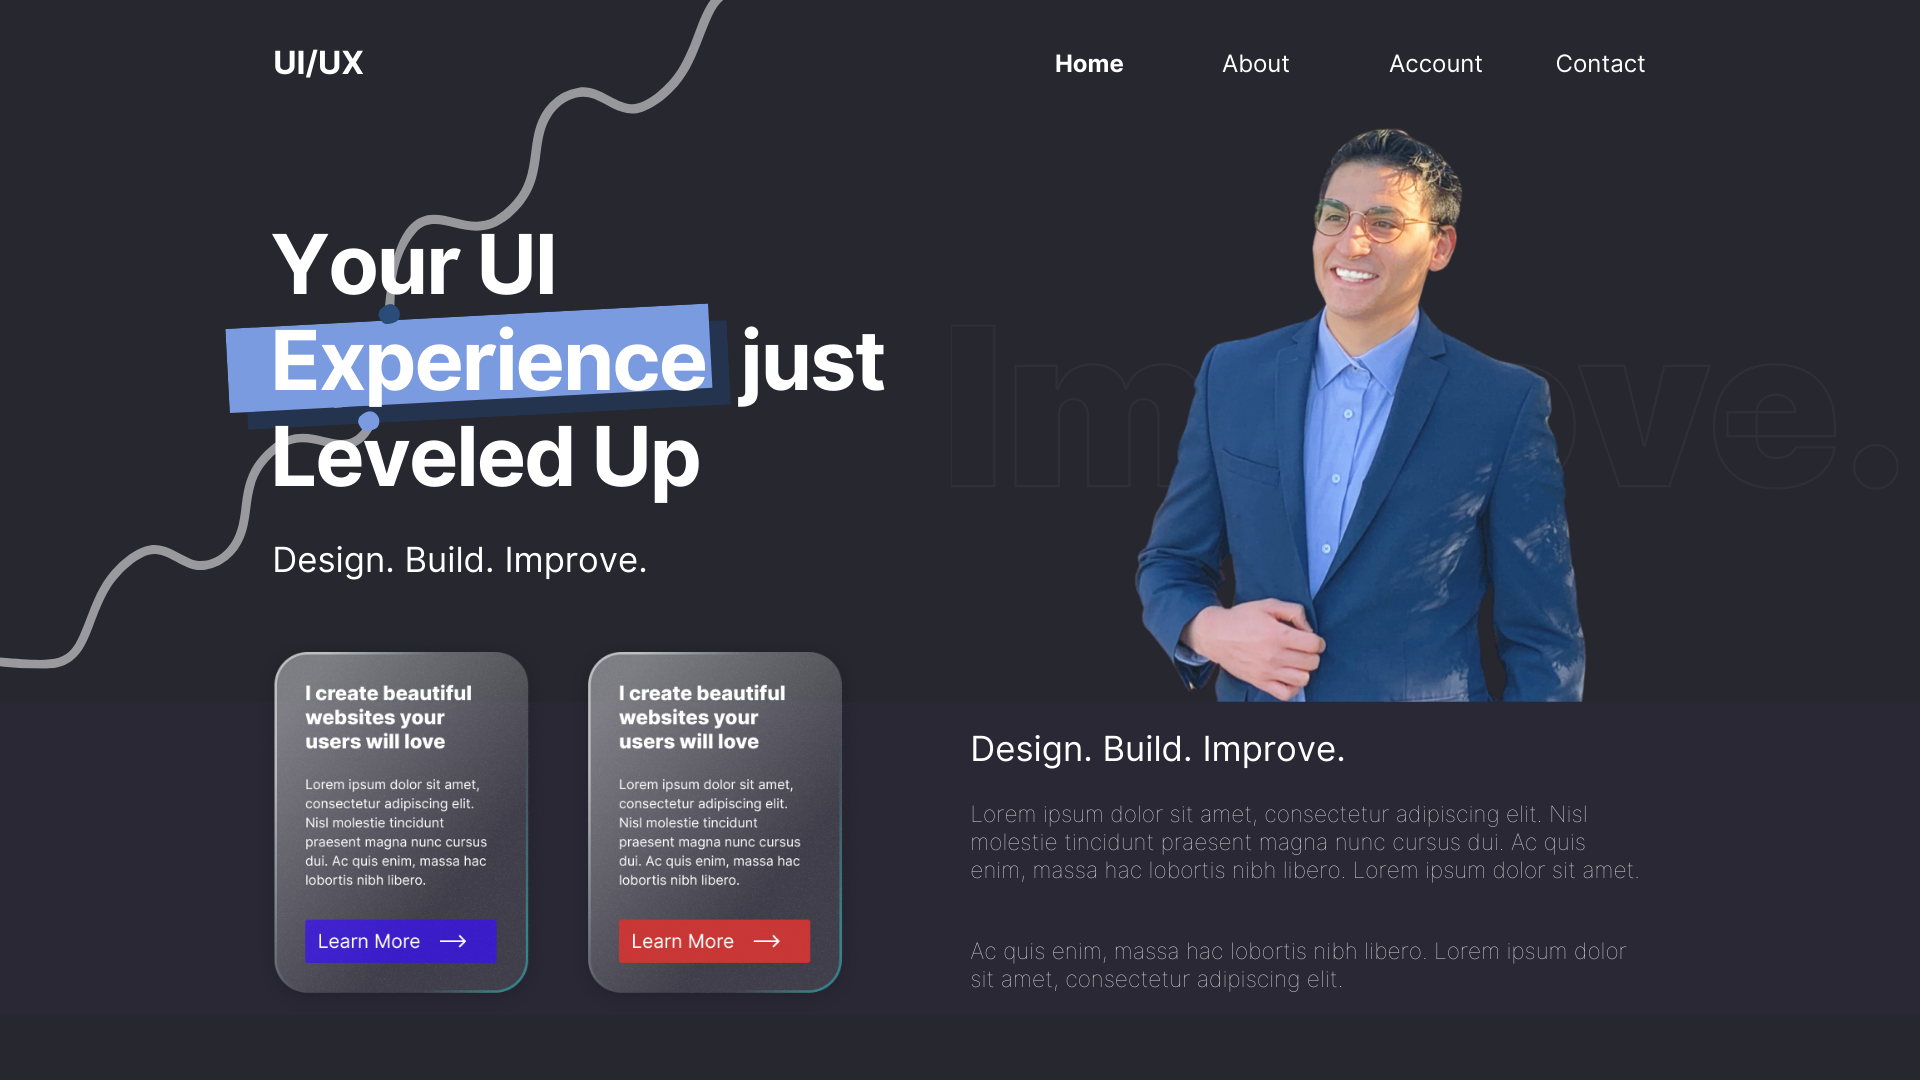 UI/UX
Home About Account Contact
Your UI
Experience just
Leveled Up
Design. Build. Improve.
I create beautiful
websites your
users will love
Lorem ipsum dolor sit amet,
consectetur adipiscing elit.
Nisl molestie tincidunt
praesent magna nunc cursus
dui. Ac quis enim, massa hac
lobortis nibh libero.
Learn More
I create beautiful
websites your
users will love
Lorem ipsum dolor sit amet,
consectetur adipiscing elit.
Nisl molestie tincidunt
praesent magna nunc cursus
dui. Ac quis enim, massa hac
lobortis nibh libero.
Learn More
Design. Build. Improve.
Lorem ipsum dolor sit amet, consectetur adipiscing elit. Nisl
molestie tincidunt praesent magna nunc cursus dui. Ac quis
enim, massa hac lobortis nibh libero. Lorem ipsum dolor sit amet.
Ac quis enim, massa hac lobortis nibh libero. Lorem ipsum dolor
sit amet, consectetur adipiscing elit.